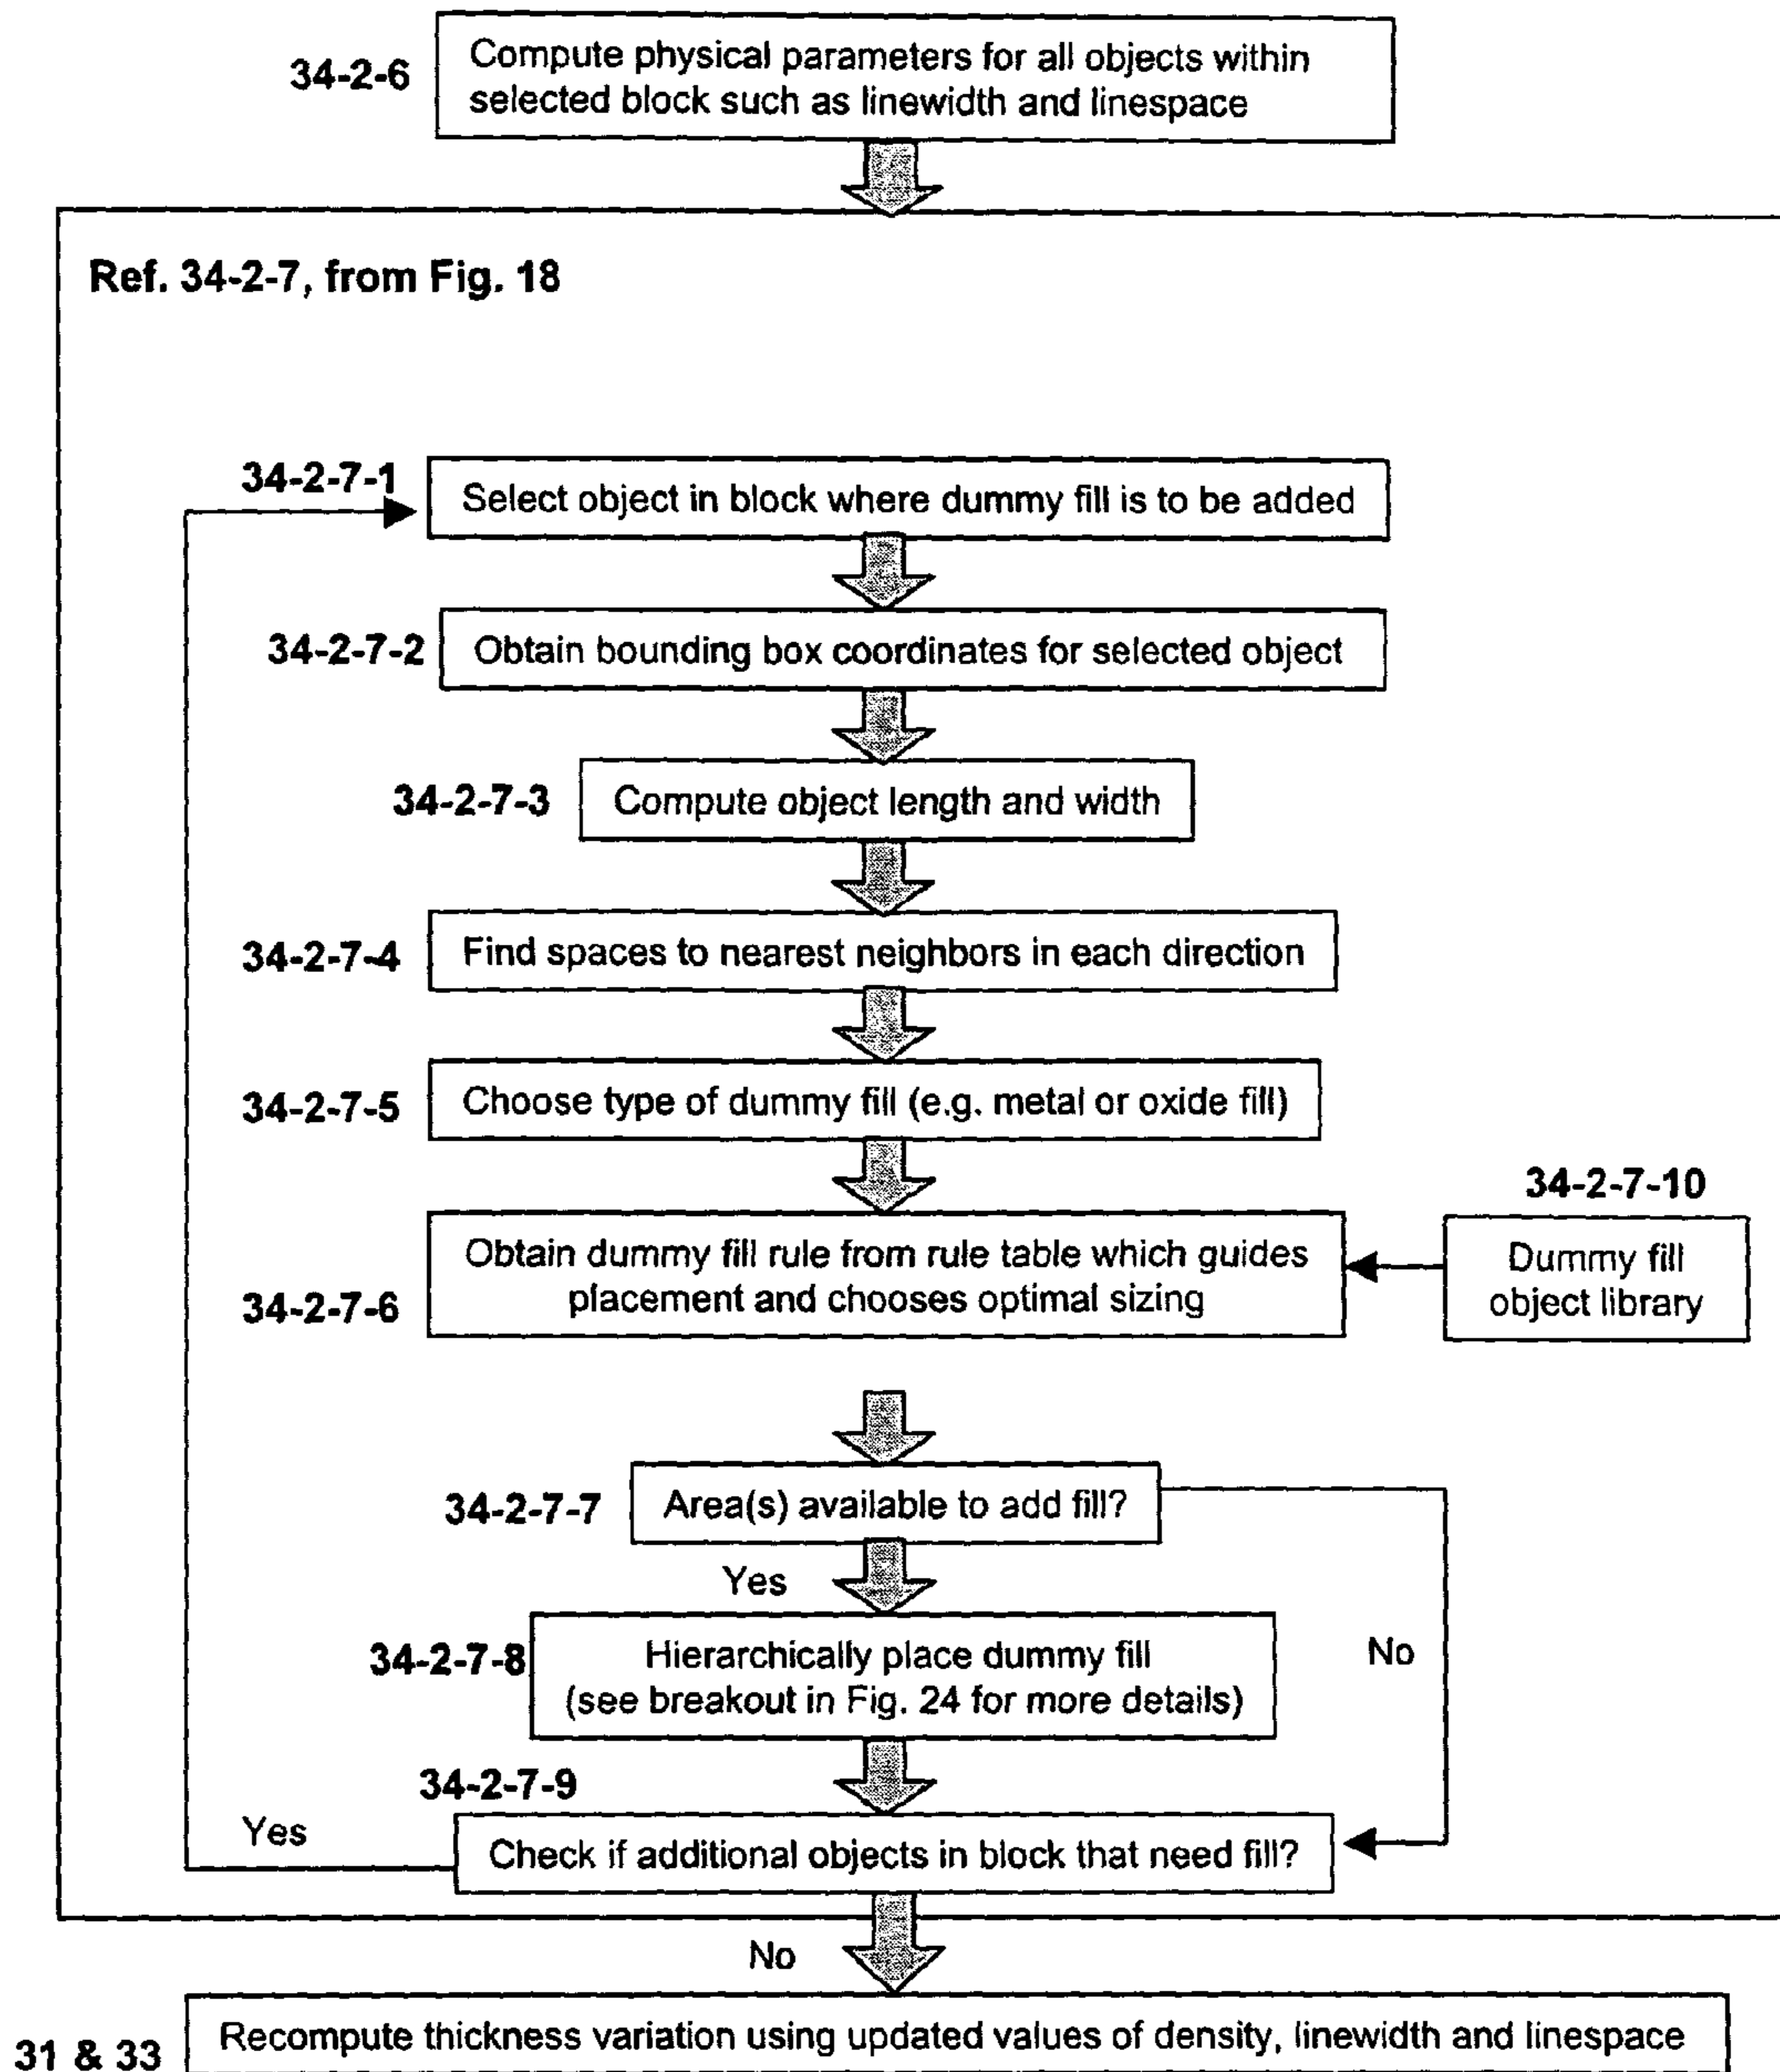 34-2-6
Compute physical parameters for all objects within
selected block such as linewidth and linespace
Ref. 34-2-7, from Fig. 18
34-2-7-1
Select object in block where dummy fill is to be added
34-2-7-2
Obtain bounding box coordinates for selected object
34-2-7-3
Compute object length and width
34-2-7-4
Find spaces to nearest neighbors in each direction
34-2-7-5
Choose type of dummy fill (e.g. metal or oxide fill)
34-2-7-6
Obtain dummy fill rule from rule table which guides
placement and chooses optimal sizing
34-2-7-10
Dummy fill
object library
34-2-7-7
Area(s) available to add fill?
Yes
No
34-2-7-8
Hierarchically place dummy fill
(see breakout in Fig. 24 for more details)
34-2-7-9
Yes
Check if additional objects in block that need fill?
No
31 & 33
Recompute thickness variation using updated values of density, linewidth and linespace